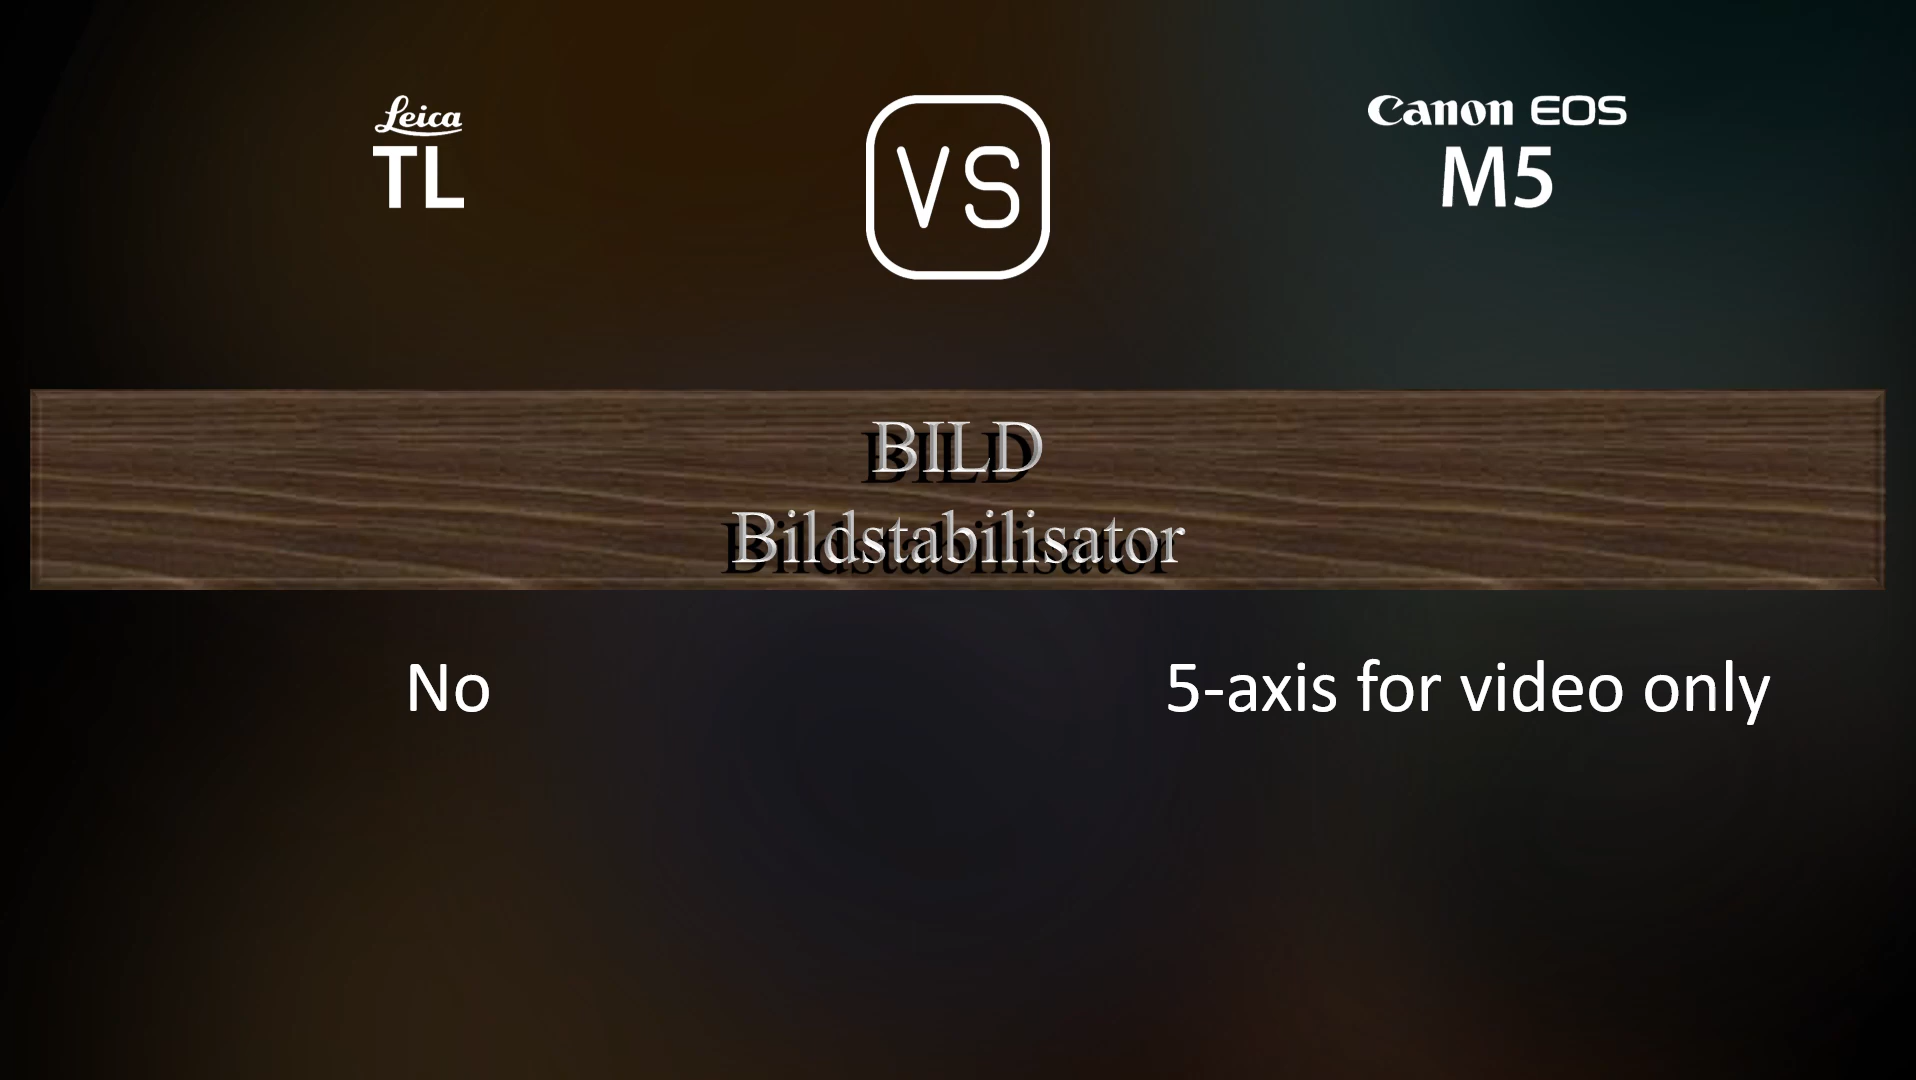 Leica
TL
VS
Canon EOS
M5
BILD
Bildstabilisator
No
5-axis for video only